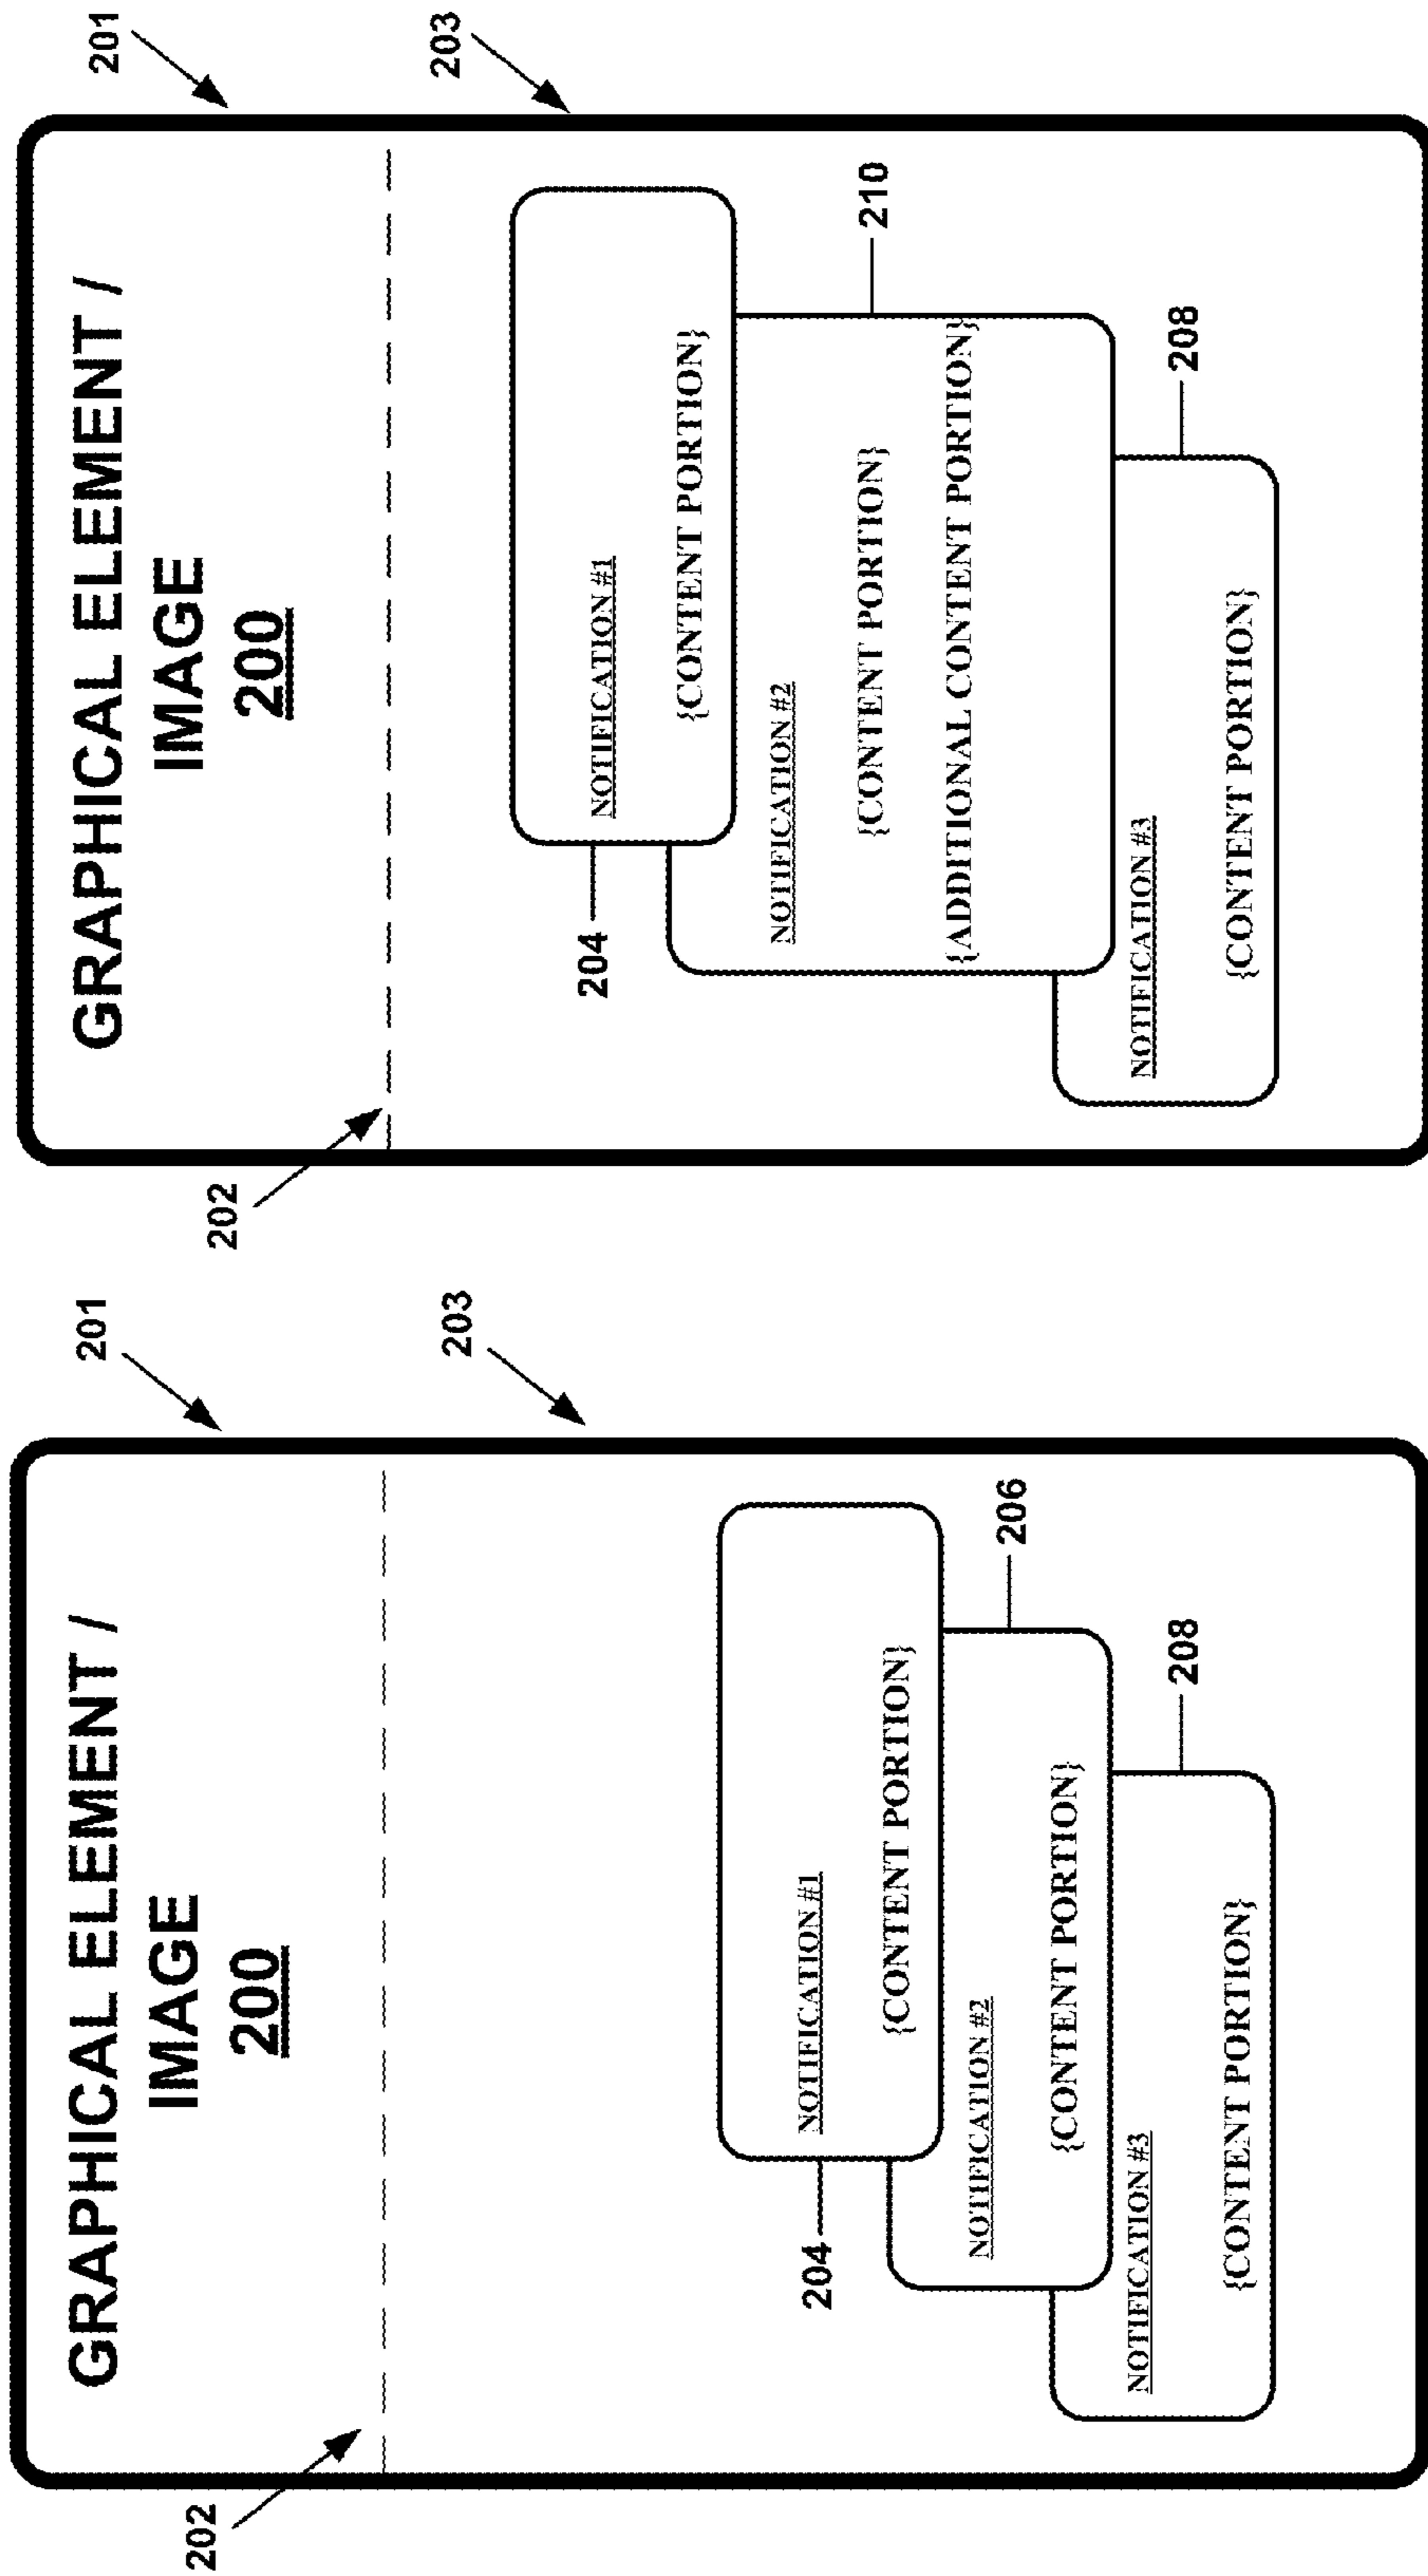 GRAPHICAL ELEMENT /
IMAGE
200
201
202
203
NOTIFICATION #1
{CONTENT PORTION}
204
NOTIFICATION #2
{CONTENT PORTION}
206
NOTIFICATION #3
{CONTENT PORTION}
208
GRAPHICAL ELEMENT /
IMAGE
200
201
202
203
NOTIFICATION #1
{CONTENT PORTION}
204
NOTIFICATION #2
{CONTENT PORTION}
{ADDITIONAL CONTENT PORTION}
210
NOTIFICATION #3
{CONTENT PORTION}
208